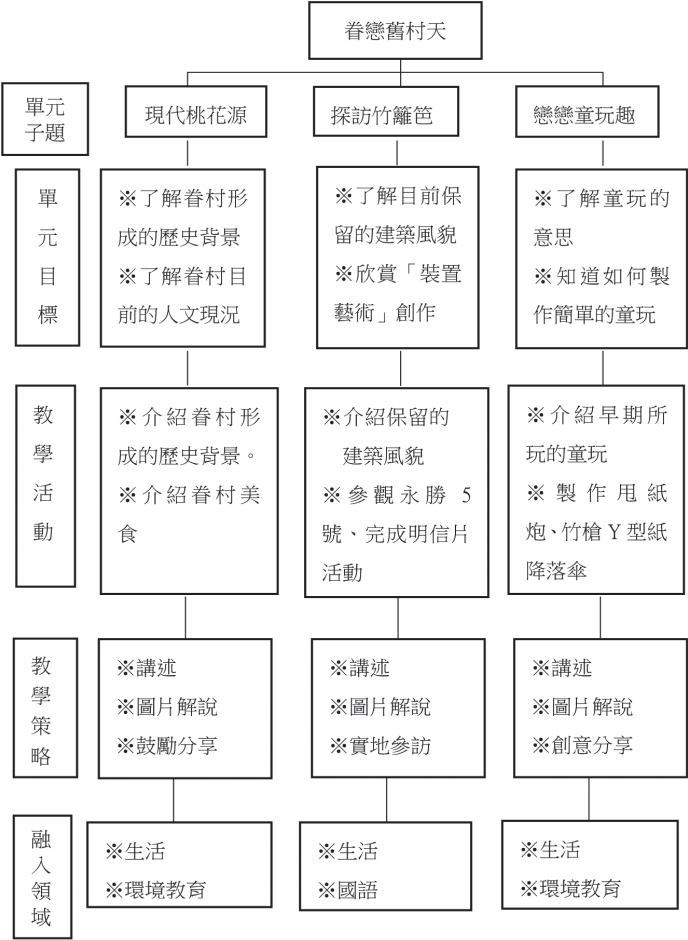 眷戀舊村天
單元
子題
現代桃花源
探訪竹籬笆
戀戀童玩趣
單
元
目
標
※了解眷村形
成的歷史背景
※了解眷村目
前的人文現況
※了解目前保
留的建築風貌
※欣賞「裝置
藝術」創作
※了解童玩的
意思
※知道如何製
作簡單的童玩
教
學
活
動
※介紹眷村形
成的歷史背景。
※介紹眷村美
食
※介紹保留的
建築風貌
※參觀永勝 5
號、完成明信片
活動
※介紹早期所
玩的童玩
※製作甩紙
炮、竹槍 Y 型紙
降落傘
教
學
策
略
※講述
※圖片解說
※鼓勵分享
※講述
※圖片解說
※實地參訪
※講述
※圖片解說
※創意分享
融
入
領
域
※生活
※環境教育
※生活
※國語
※生活
※環境教育